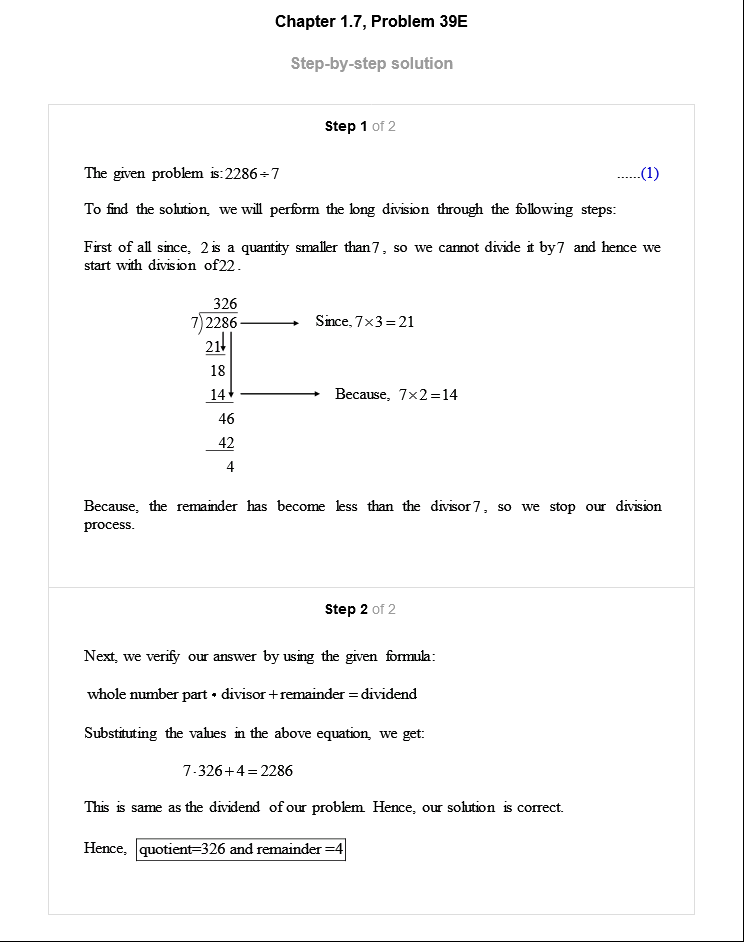 Chapter 1.7, Problem 39E
Step-by-step solution
Step 1 of 2
The given problem is: 2286 ÷ 7 ......(1)
To find the solution, we will perform the long division through the following steps:
First of all since, 2 is a quantity smaller than 7, so we cannot divide it by 7 and hence we
start with division of 22.
326
7)2286 Since, 7×3=21
21
18
14 Because, 7×2=14
46
42
4
Because, the remainder has become less than the divisor 7, so we stop our division
process.
Step 2 of 2
Next, we verify our answer by using the given formula:
whole number part • divisor + remainder = dividend
Substituting the values in the above equation, we get:
7·326+4=2286
This is same as the dividend of our problem. Hence, our solution is correct.
Hence, quotient=326 and remainder =4